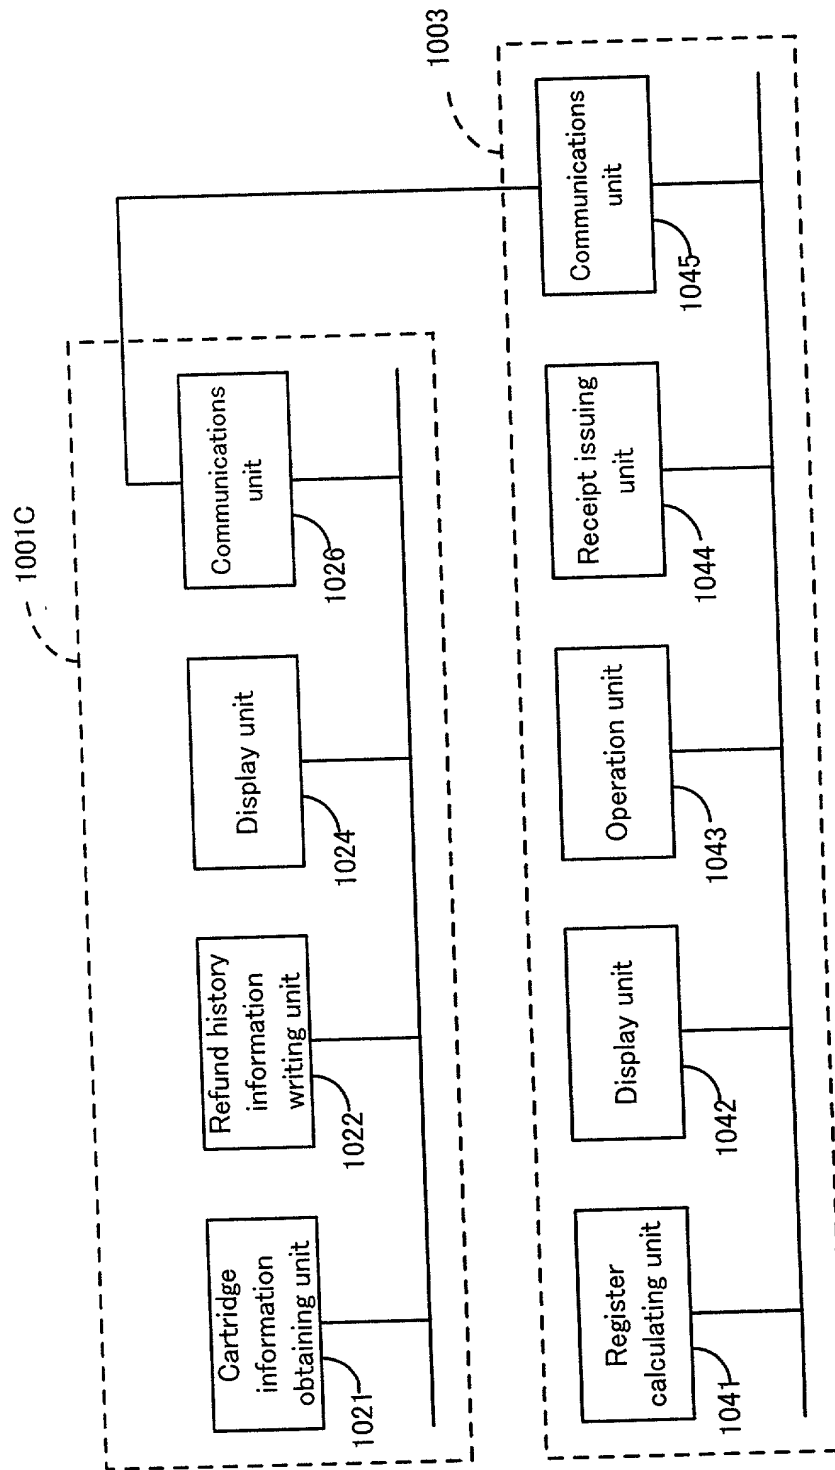 1001C
Cartridge
information
obtaining unit
1021
Refund history
information
writing unit
1022
Display unit
1024
Communications
unit
1026
1003
Register
calculating unit
1041
Display unit
1042
Operation unit
1043
Receipt issuing
unit
1044
Communications
unit
1045